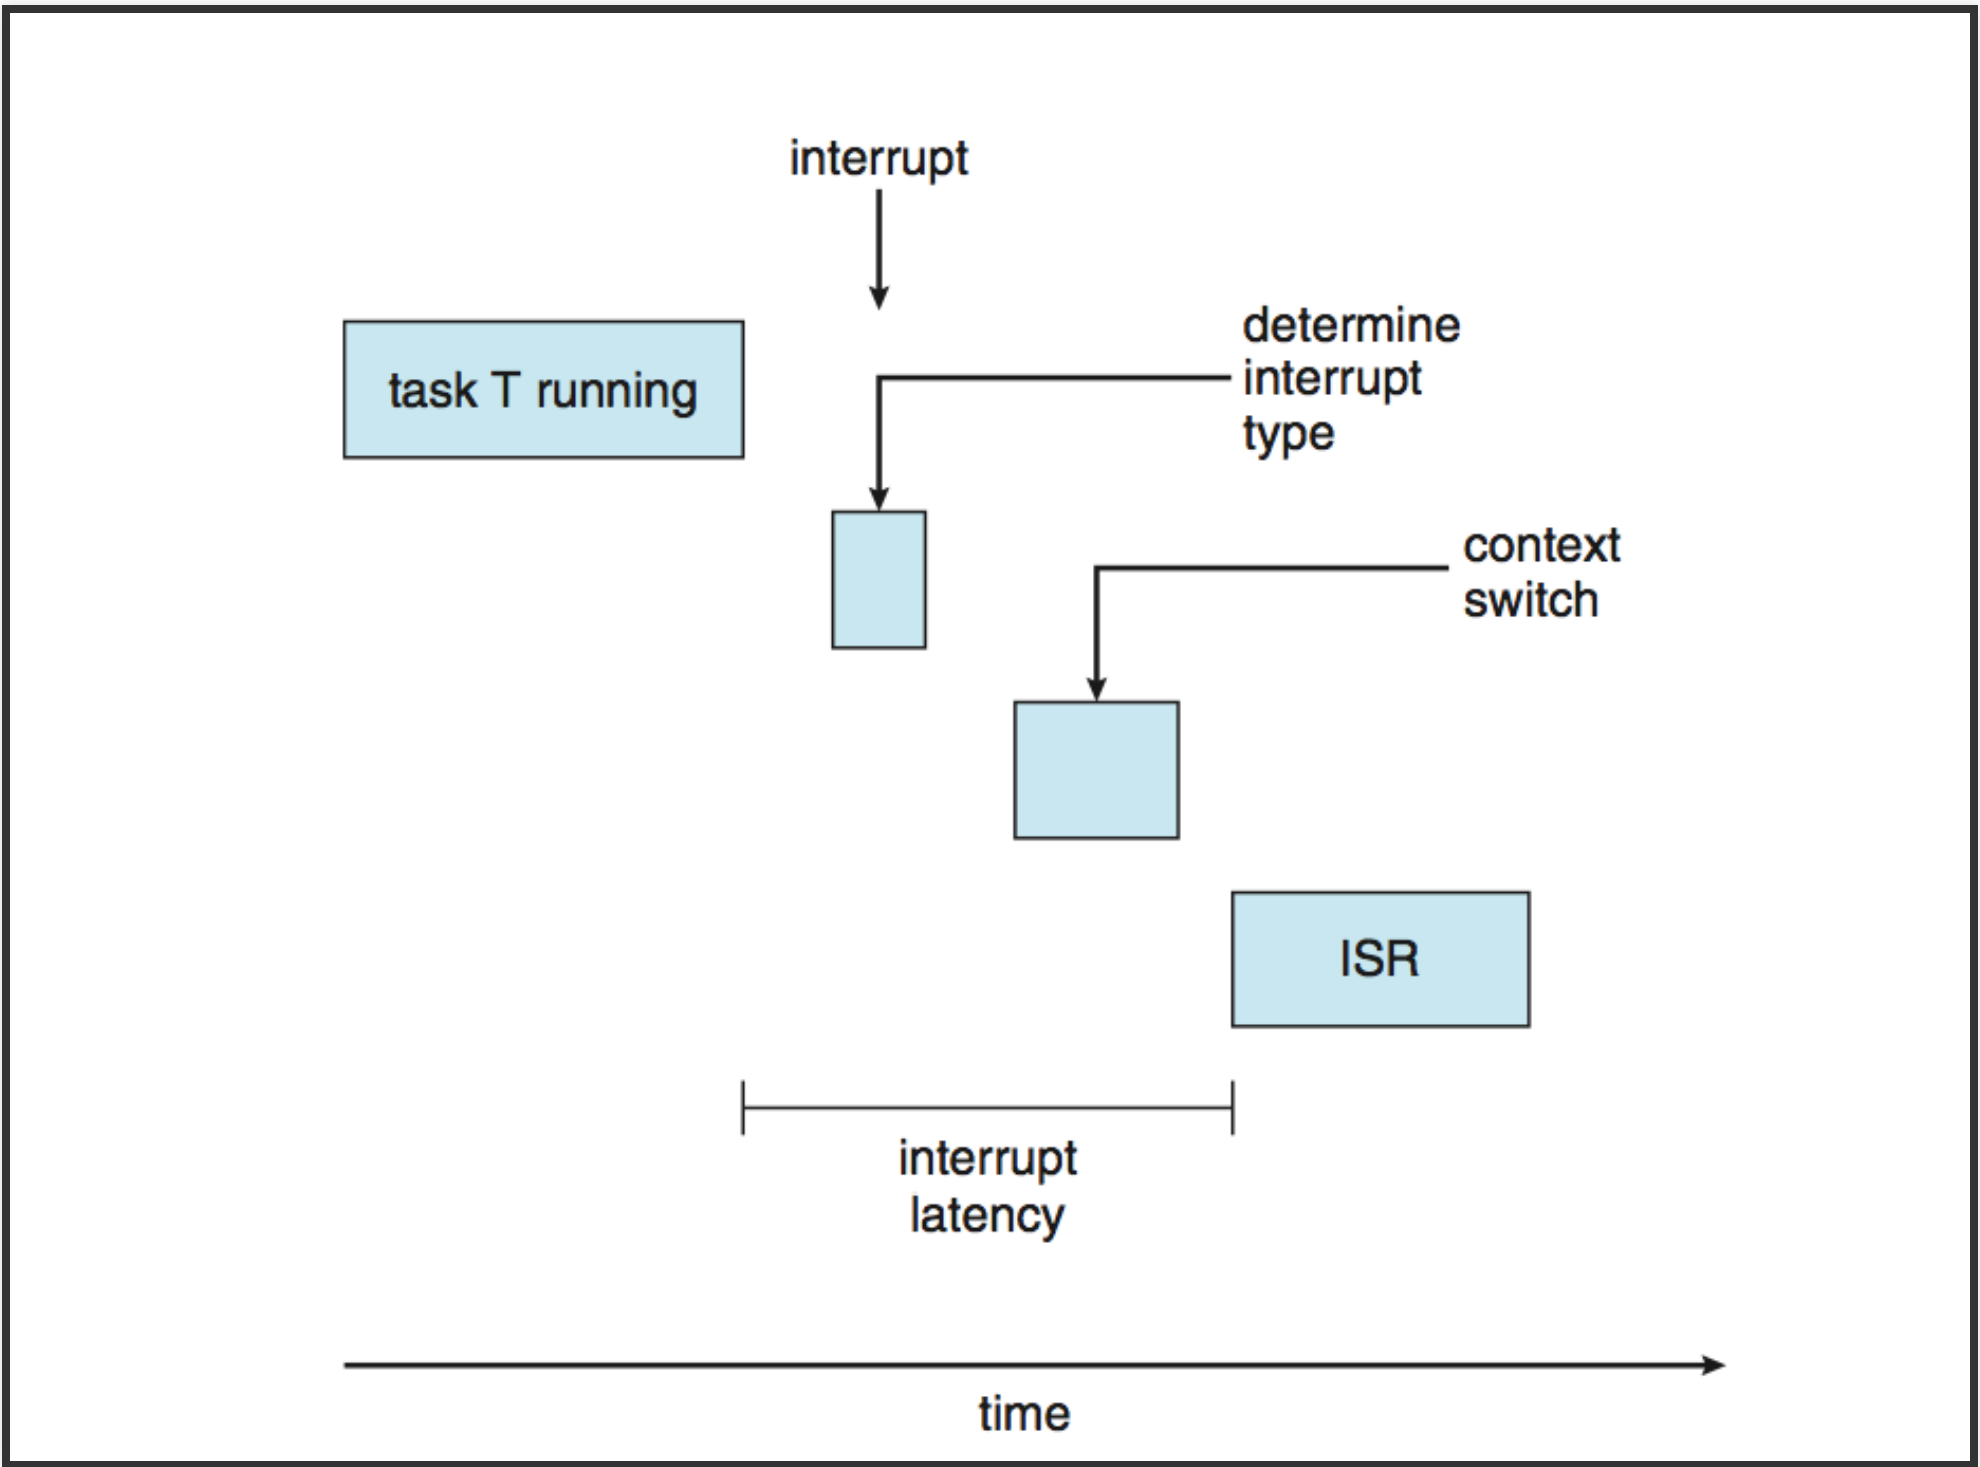 interrupt
task T running
determine
interrupt
type
context
switch
ISR
interrupt
latency
time